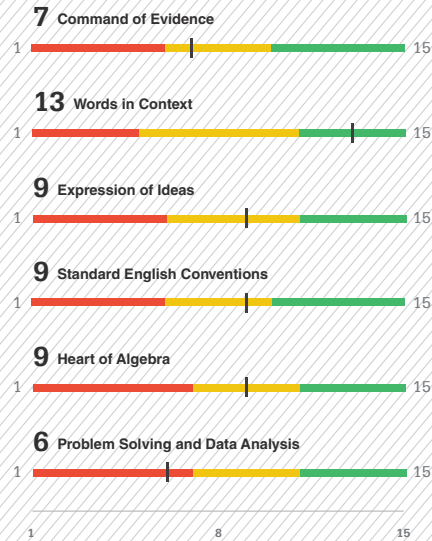 7 Command of Evidence
1 15
13 Words in Context
1 15
9 Expression of Ideas
1 15
9 Standard English Conventions
1 15
9 Heart of Algebra
1 15
6 Problem Solving and Data Analysis
1 15
1 8 15